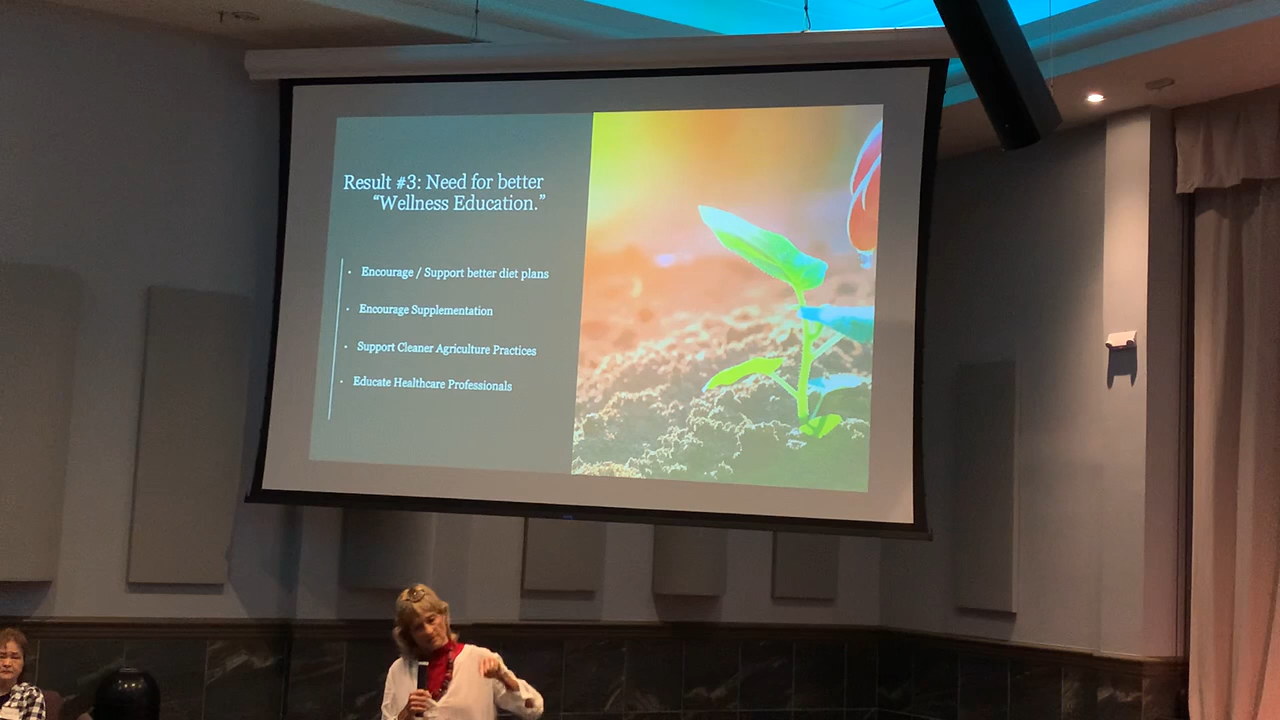 Result #3: Need for better
“Wellness Education.”
• Encourage / Support better diet plans
• Encourage Supplementation
• Support Cleaner Agriculture Practices
• Educate Healthcare Professionals